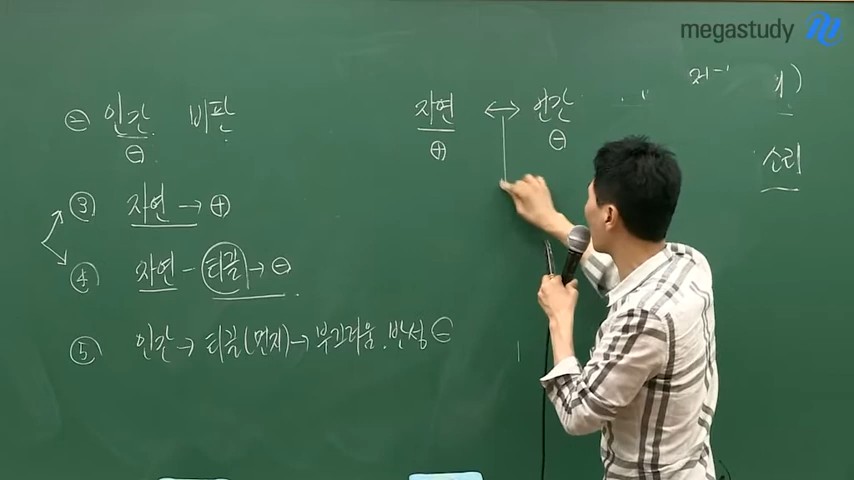 megastudy
인간 비판
⊖
③ 자연 → ⊕
④ 자연 - 티끌 → ⊖
⑤ 인간 → 티끌(먼지) → 부끄러움. 반성 ⊖
자연 ↔ 인간
⊕ ⊖
소리